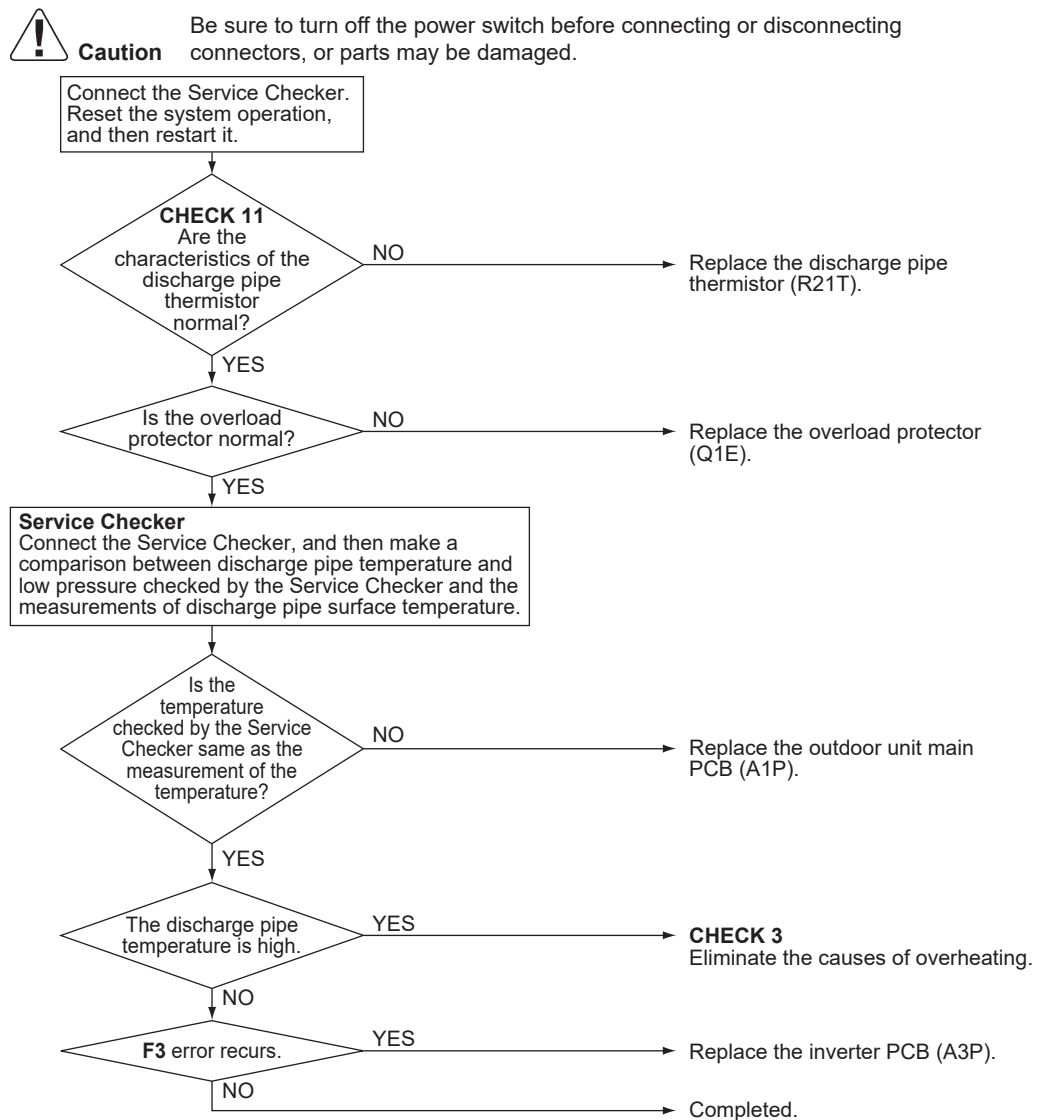 Be sure to turn off the power switch before connecting or disconnecting
Caution connectors, or parts may be damaged.
Connect the Service Checker.
Reset the system operation,
and then restart it.
CHECK 11
Are the
characteristics of the
discharge pipe
thermistor
normal?
NO
Replace the discharge pipe
thermistor (R21T).
YES
Is the overload
protector normal?
NO
Replace the overload protector
(Q1E).
YES
Service Checker
Connect the Service Checker, and then make a
comparison between discharge pipe temperature and
low pressure checked by the Service Checker and the
measurements of discharge pipe surface temperature.
Is the
temperature
checked by the Service
Checker same as the
measurement of the
temperature?
NO
Replace the outdoor unit main
PCB (A1P).
YES
The discharge pipe
temperature is high.
YES
CHECK 3
Eliminate the causes of overheating.
NO
F3 error recurs.
YES
Replace the inverter PCB (A3P).
NO
Completed.